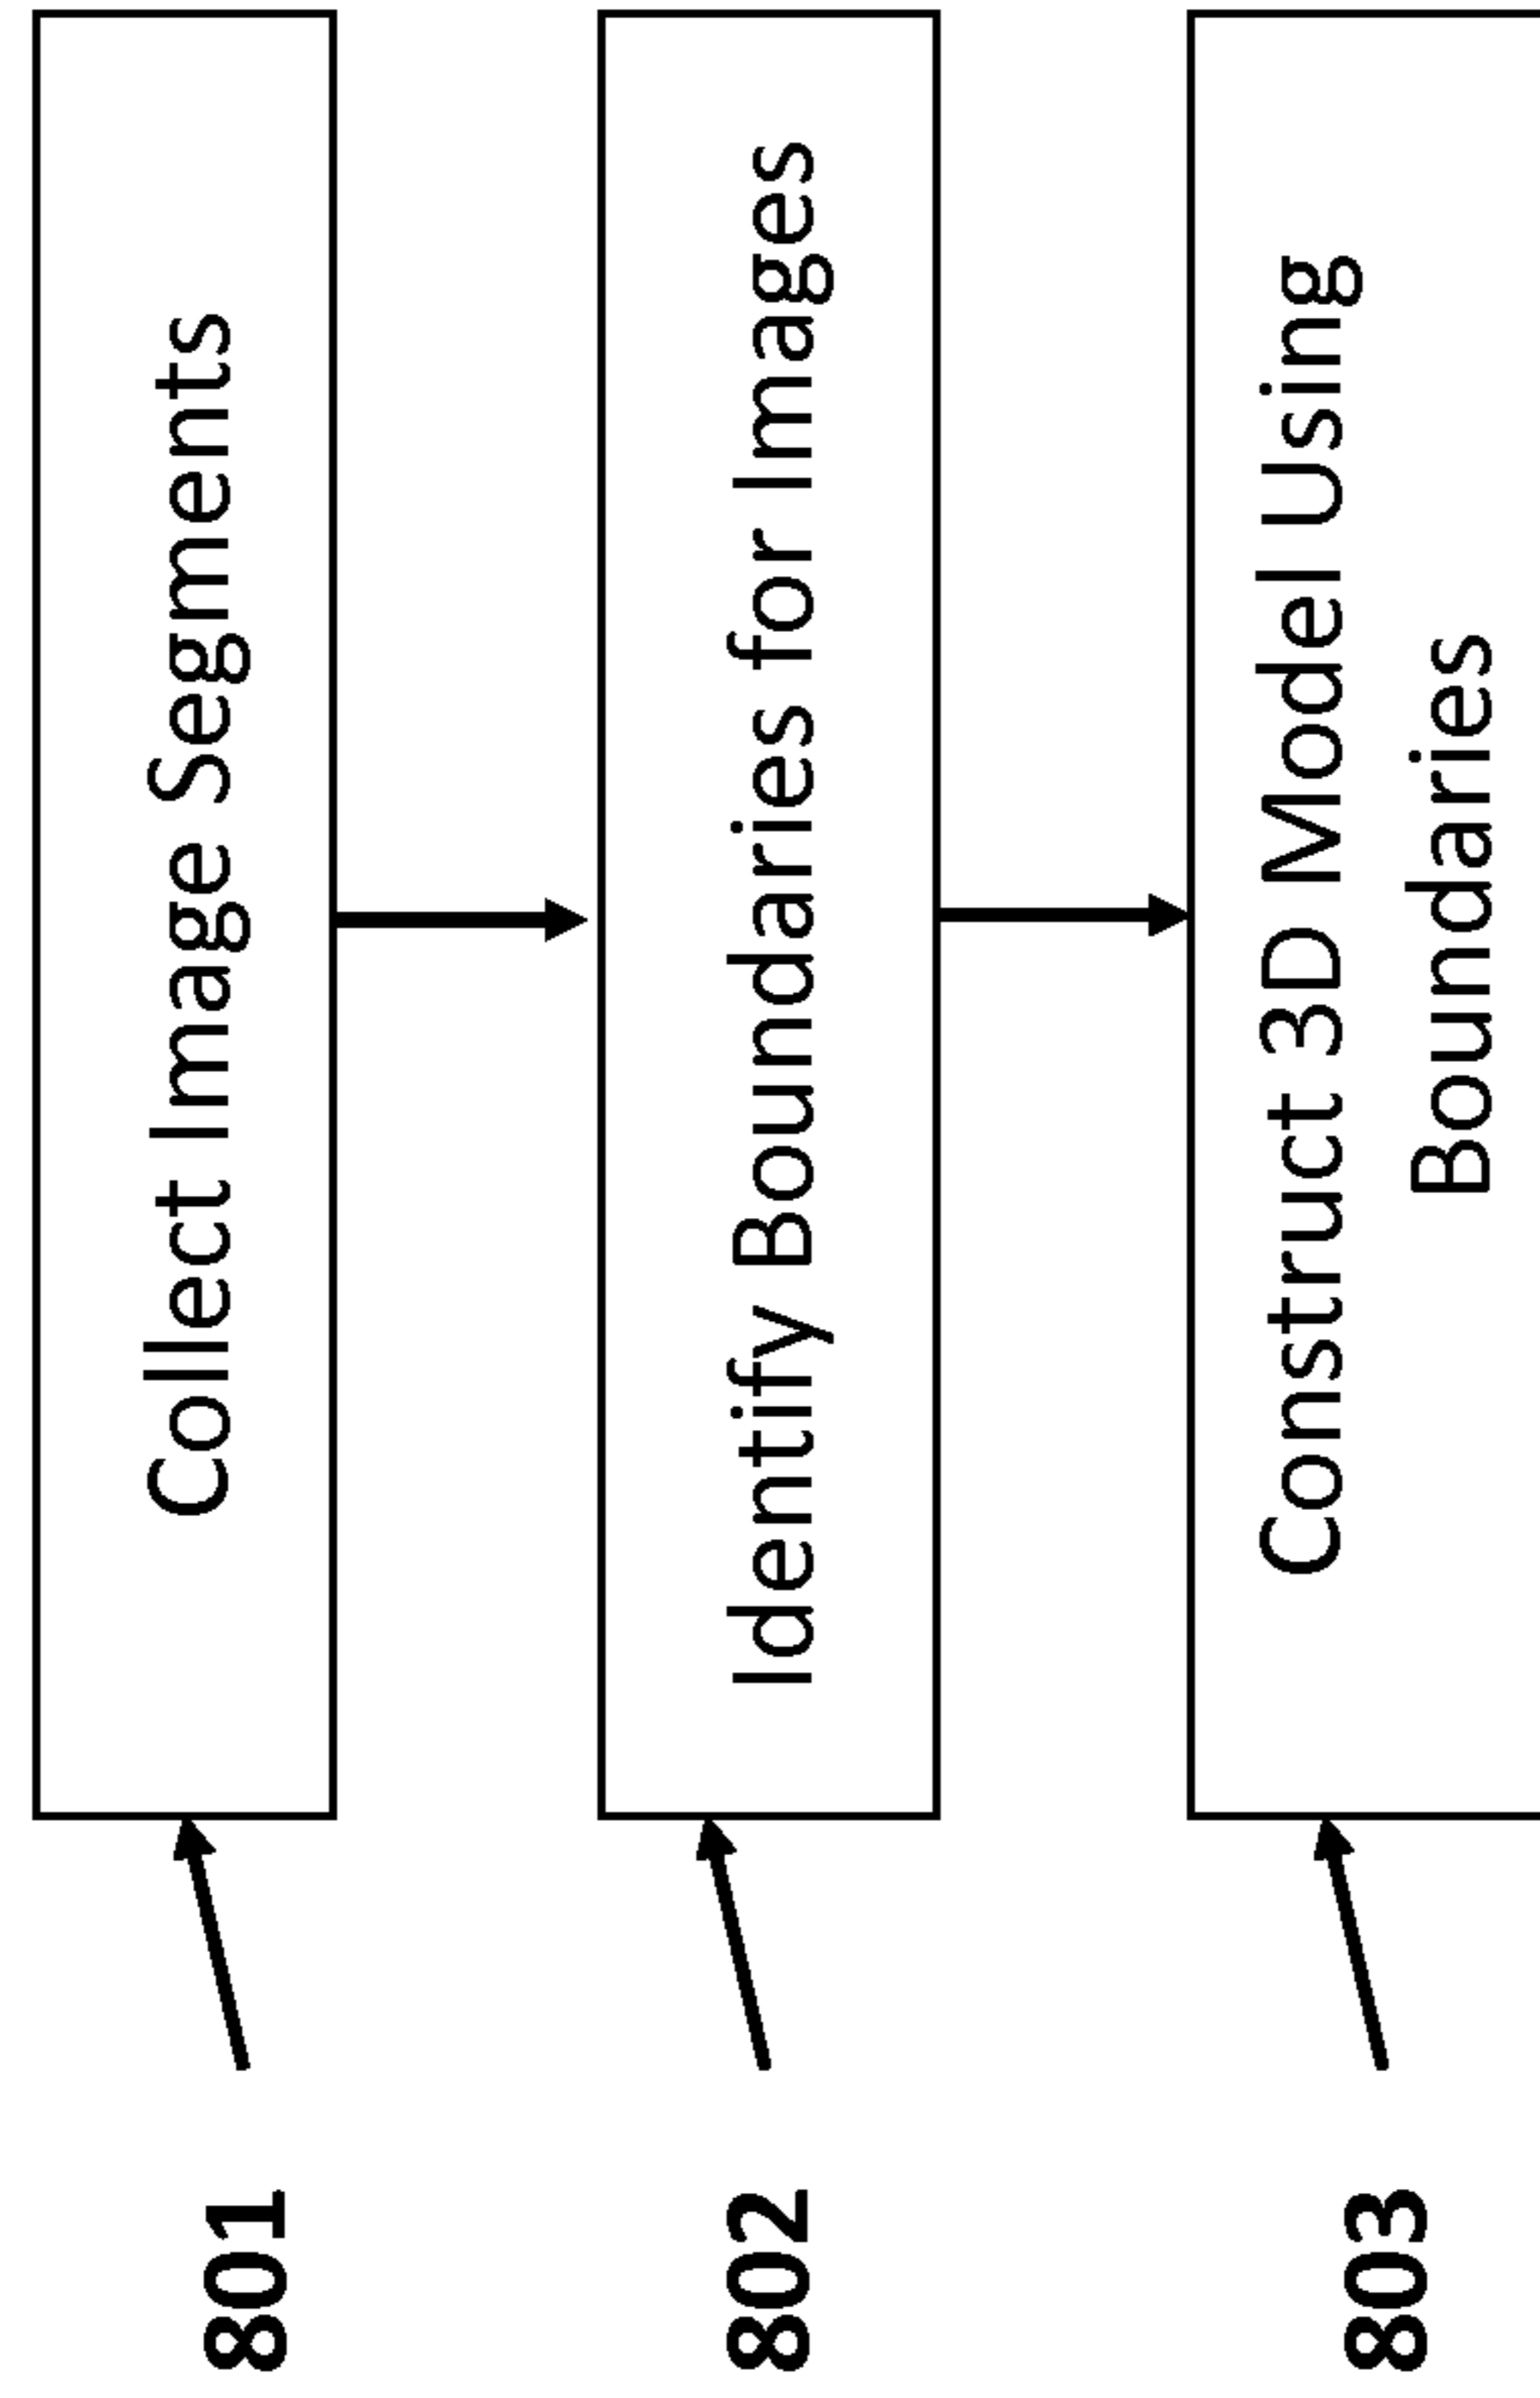 801
Collect Image Segments
802
Identify Boundaries for Images
803
Construct 3D Model Using
Boundaries